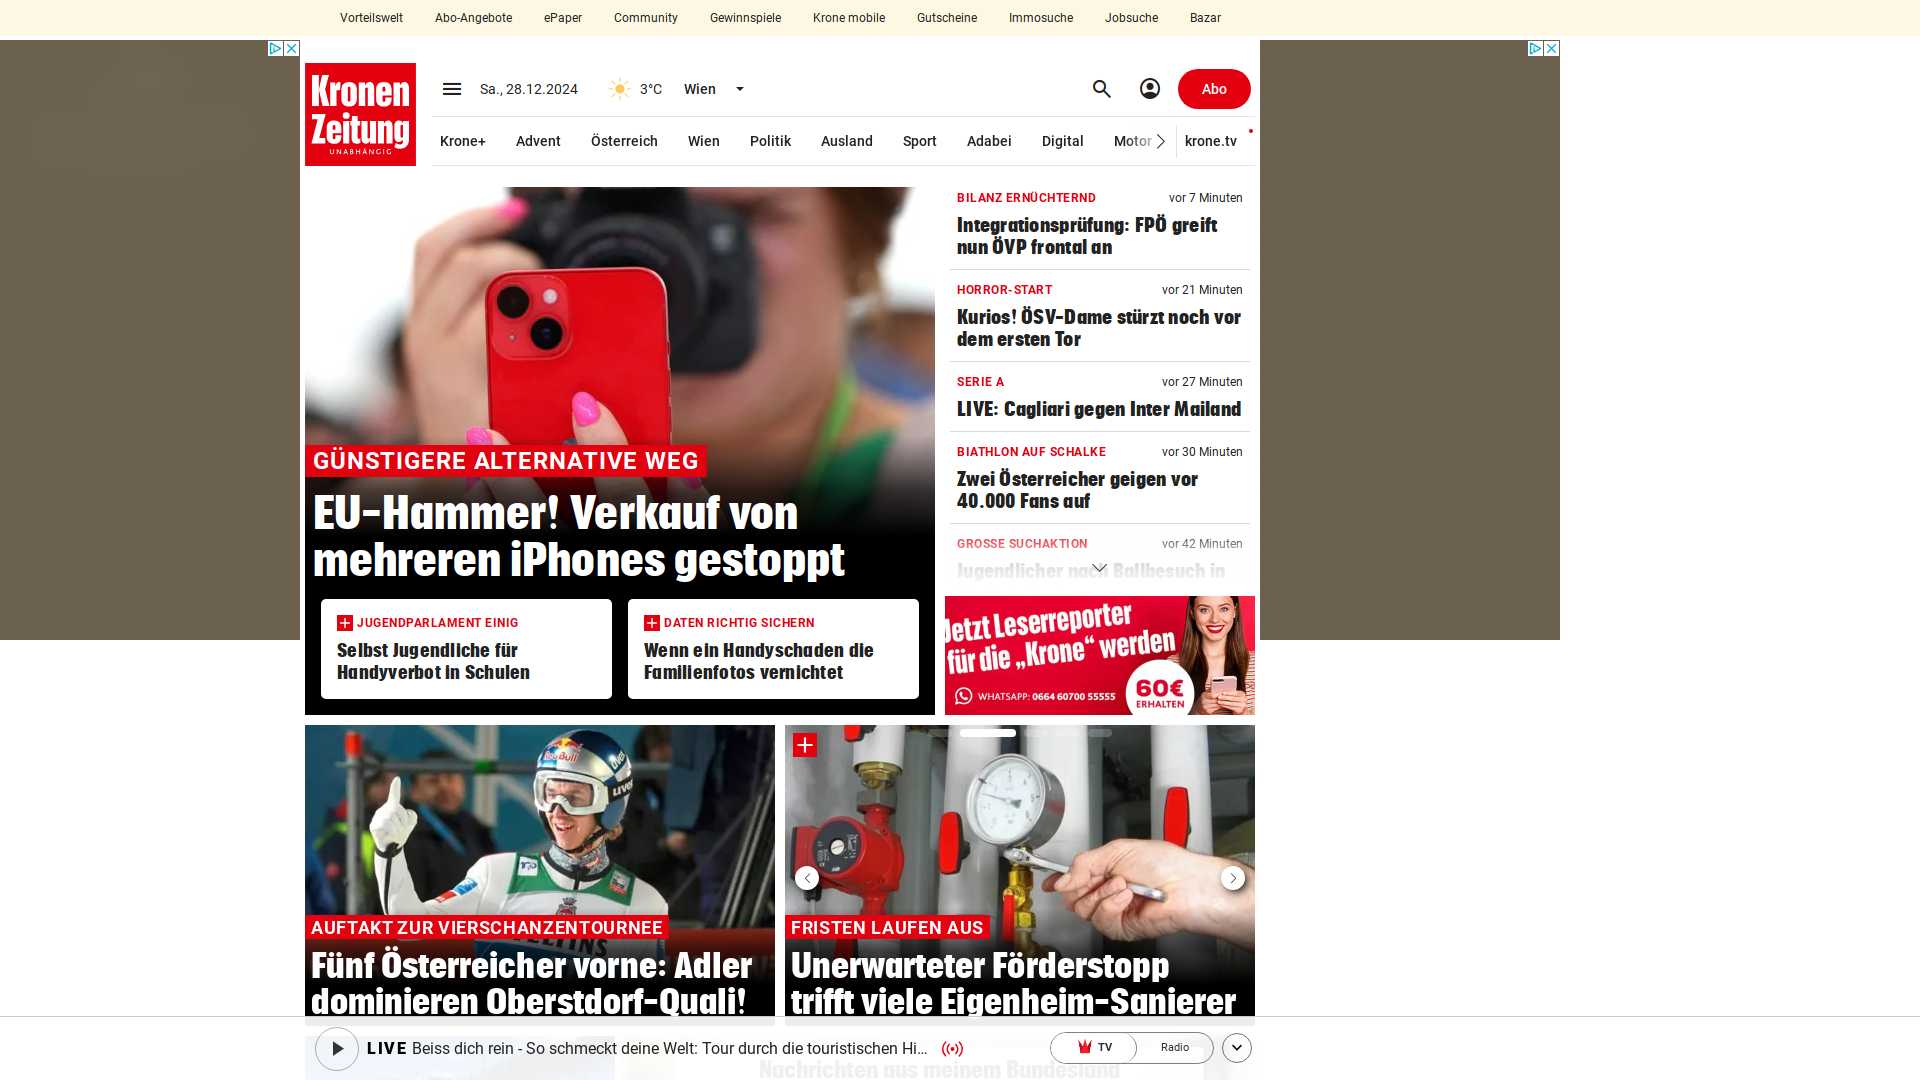 Vorteilswelt Abo-Angebote ePaper Community Gewinnspiele Krone mobile Gutscheine Immosuche Jobsuche Bazar
Kronen
Zeitung
UNABHÄNGIG
Sa., 28.12.2024 3°C Wien
Abo
Krone+ Advent Österreich Wien Politik Ausland Sport Adabei Digital Motor krone.tv
GÜNSTIGERE ALTERNATIVE WEG
EU-Hammer! Verkauf von
mehreren iPhones gestoppt
JUGENDPARLAMENT EINIG
Selbst Jugendliche für
Handyverbot in Schulen
DATEN RICHTIG SICHERN
Wenn ein Handyschaden die
Familienfotos vernichtet
BILANZ ERNÜCHTERND vor 7 Minuten
Integrationsprüfung: FPÖ greift
nun ÖVP frontal an
HORROR-START vor 21 Minuten
Kurios! ÖSV-Dame stürzt noch vor
dem ersten Tor
SERIE A vor 27 Minuten
LIVE: Cagliari gegen Inter Mailand
BIATHLON AUF SCHALKE vor 30 Minuten
Zwei Österreicher geigen vor
40.000 Fans auf
GROSSE SUCHAKTION vor 42 Minuten
Jugendlicher nach Ballbesuch in
Jetzt Leserreporter
für die „Krone“ werden
WHATSAPP: 0664 60700 55555
60€
ERHALTEN
AUFTAKT ZUR VIERSCHANZENTOURNEE
Fünf Österreicher vorne: Adler
dominieren Oberstdorf-Quali!
FRISTEN LAUFEN AUS
Unerwarteter Förderstopp
trifft viele Eigenheim-Sanierer
LIVE Beiss dich rein - So schmeckt deine Welt: Tour durch die touristischen Hi...
TV Radio
Nachrichten aus meinem Bundesland